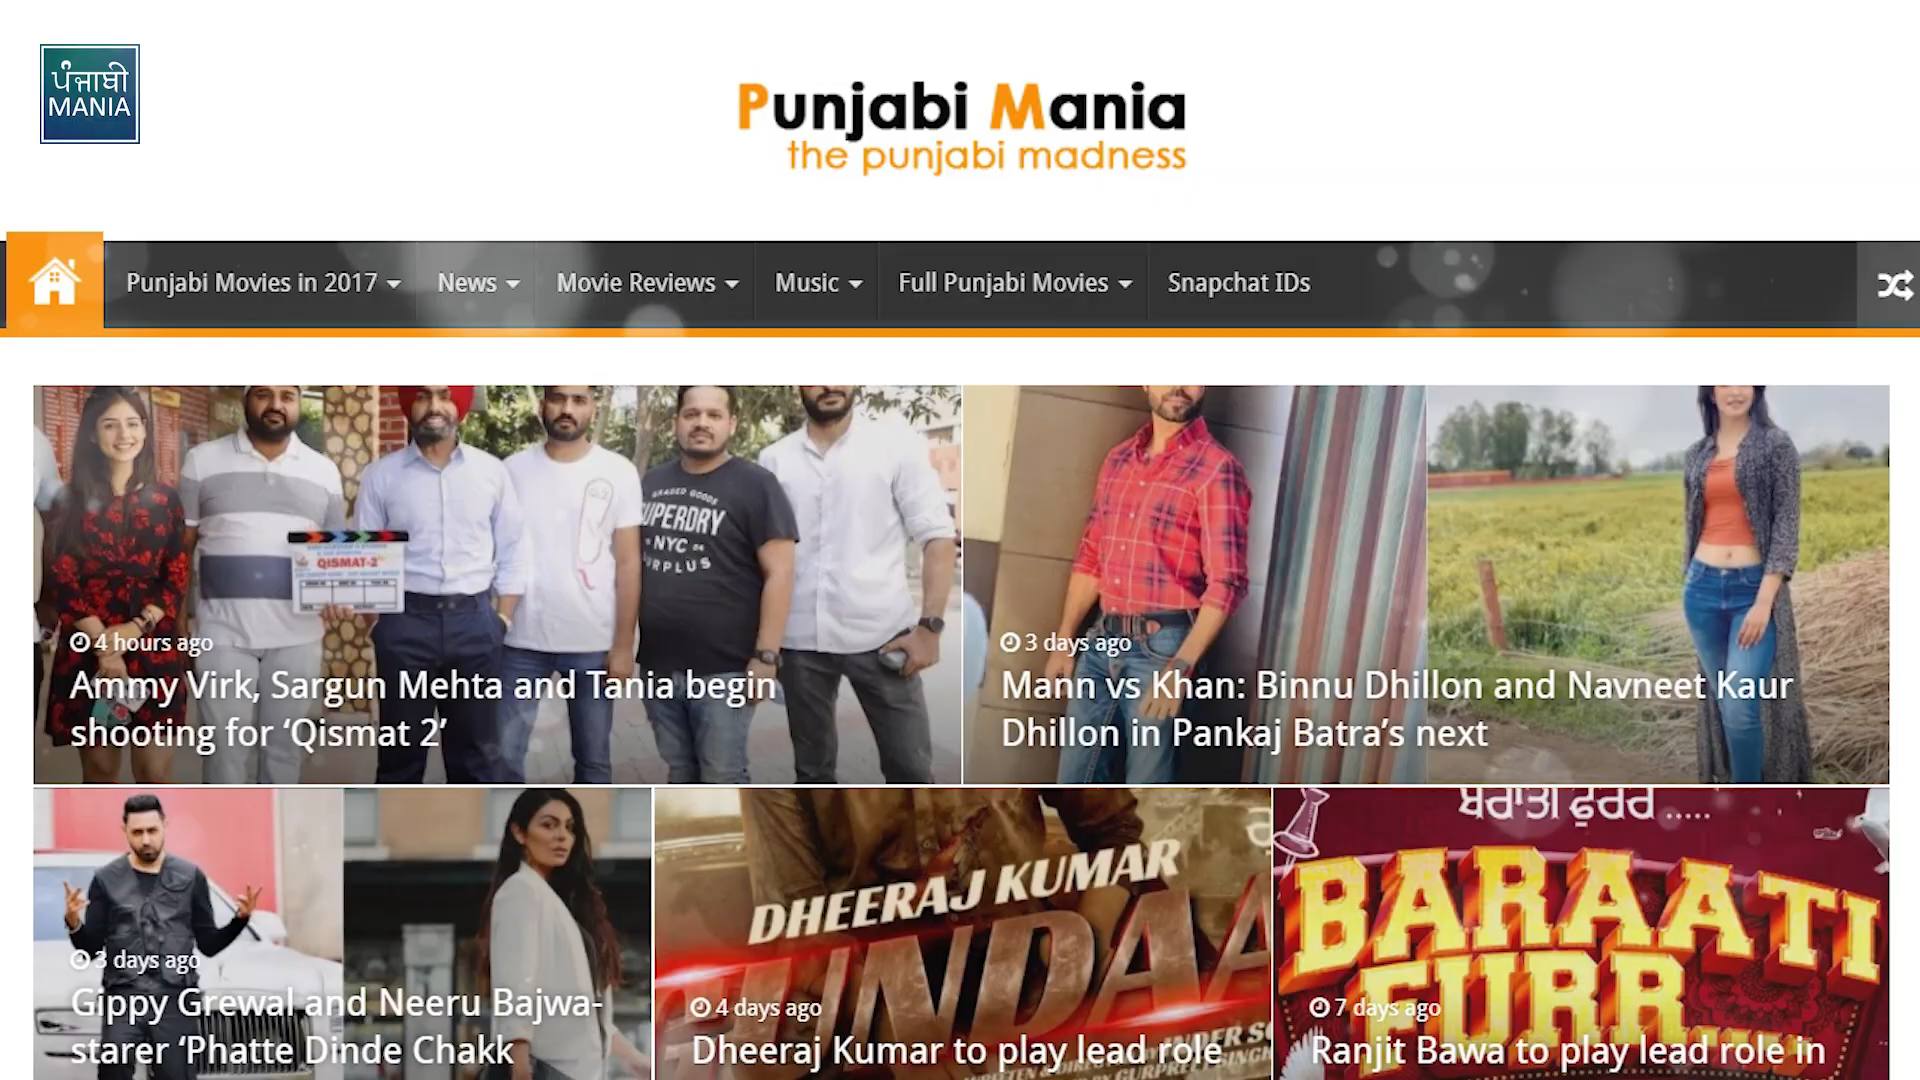 ਪੰਜਾਬੀ
MANIA
Punjabi Mania
the punjabi madness
Punjabi Movies in 2017
News
Movie Reviews
Music
Full Punjabi Movies
Snapchat IDs
GRADED GOODS
SUPERDRY
NYC
SURPLUS
QISMAT-2
4 hours ago
Ammy Virk, Sargun Mehta and Tania begin
shooting for ‘Qismat 2’
3 days ago
Mann vs Khan: Binnu Dhillon and Navneet Kaur
Dhillon in Pankaj Batra’s next
3 days ago
Gippy Grewal and Neeru Bajwa-
starer ‘Phatte Dinde Chakk
DHEERAJ KUMAR
4 days ago
Dheeraj Kumar to play lead role
ਬਰਾਤੀ ਫੁਰਰ .....
BARAATI
FURR...
7 days ago
Ranjit Bawa to play lead role in